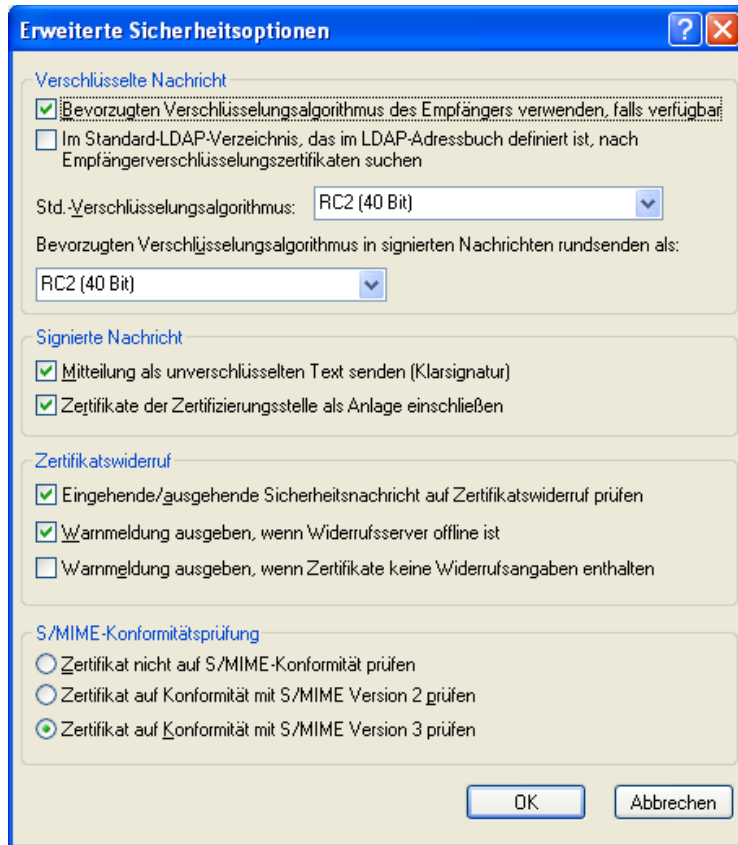 Erweiterte Sicherheitsoptionen
Verschlüsselte Nachricht
Bevorzugten Verschlüsselungsalgorithmus des Empfängers verwenden, falls verfügbar
Im Standard-LDAP-Verzeichnis, das im LDAP-Adressbuch definiert ist, nach
Empfängerverschlüsselungszertifikaten suchen
Std.-Verschlüsselungsalgorithmus: RC2 (40 Bit)
Bevorzugten Verschlüsselungsalgorithmus in signierten Nachrichten rundsenden als:
RC2 (40 Bit)
Signierte Nachricht
Mitteilung als unverschlüsselten Text senden (Klarsignatur)
Zertifikate der Zertifizierungsstelle als Anlage einschließen
Zertifikatswiderruf
Eingehende/ausgehende Sicherheitsnachricht auf Zertifikatswiderruf prüfen
Warnmeldung ausgeben, wenn Widerrufsserver offline ist
Warnmeldung ausgeben, wenn Zertifikate keine Widerrufsangaben enthalten
S/MIME-Konformitätsprüfung
Zertifikat nicht auf S/MIME-Konformität prüfen
Zertifikat auf Konformität mit S/MIME Version 2 prüfen
Zertifikat auf Konformität mit S/MIME Version 3 prüfen
OK Abbrechen